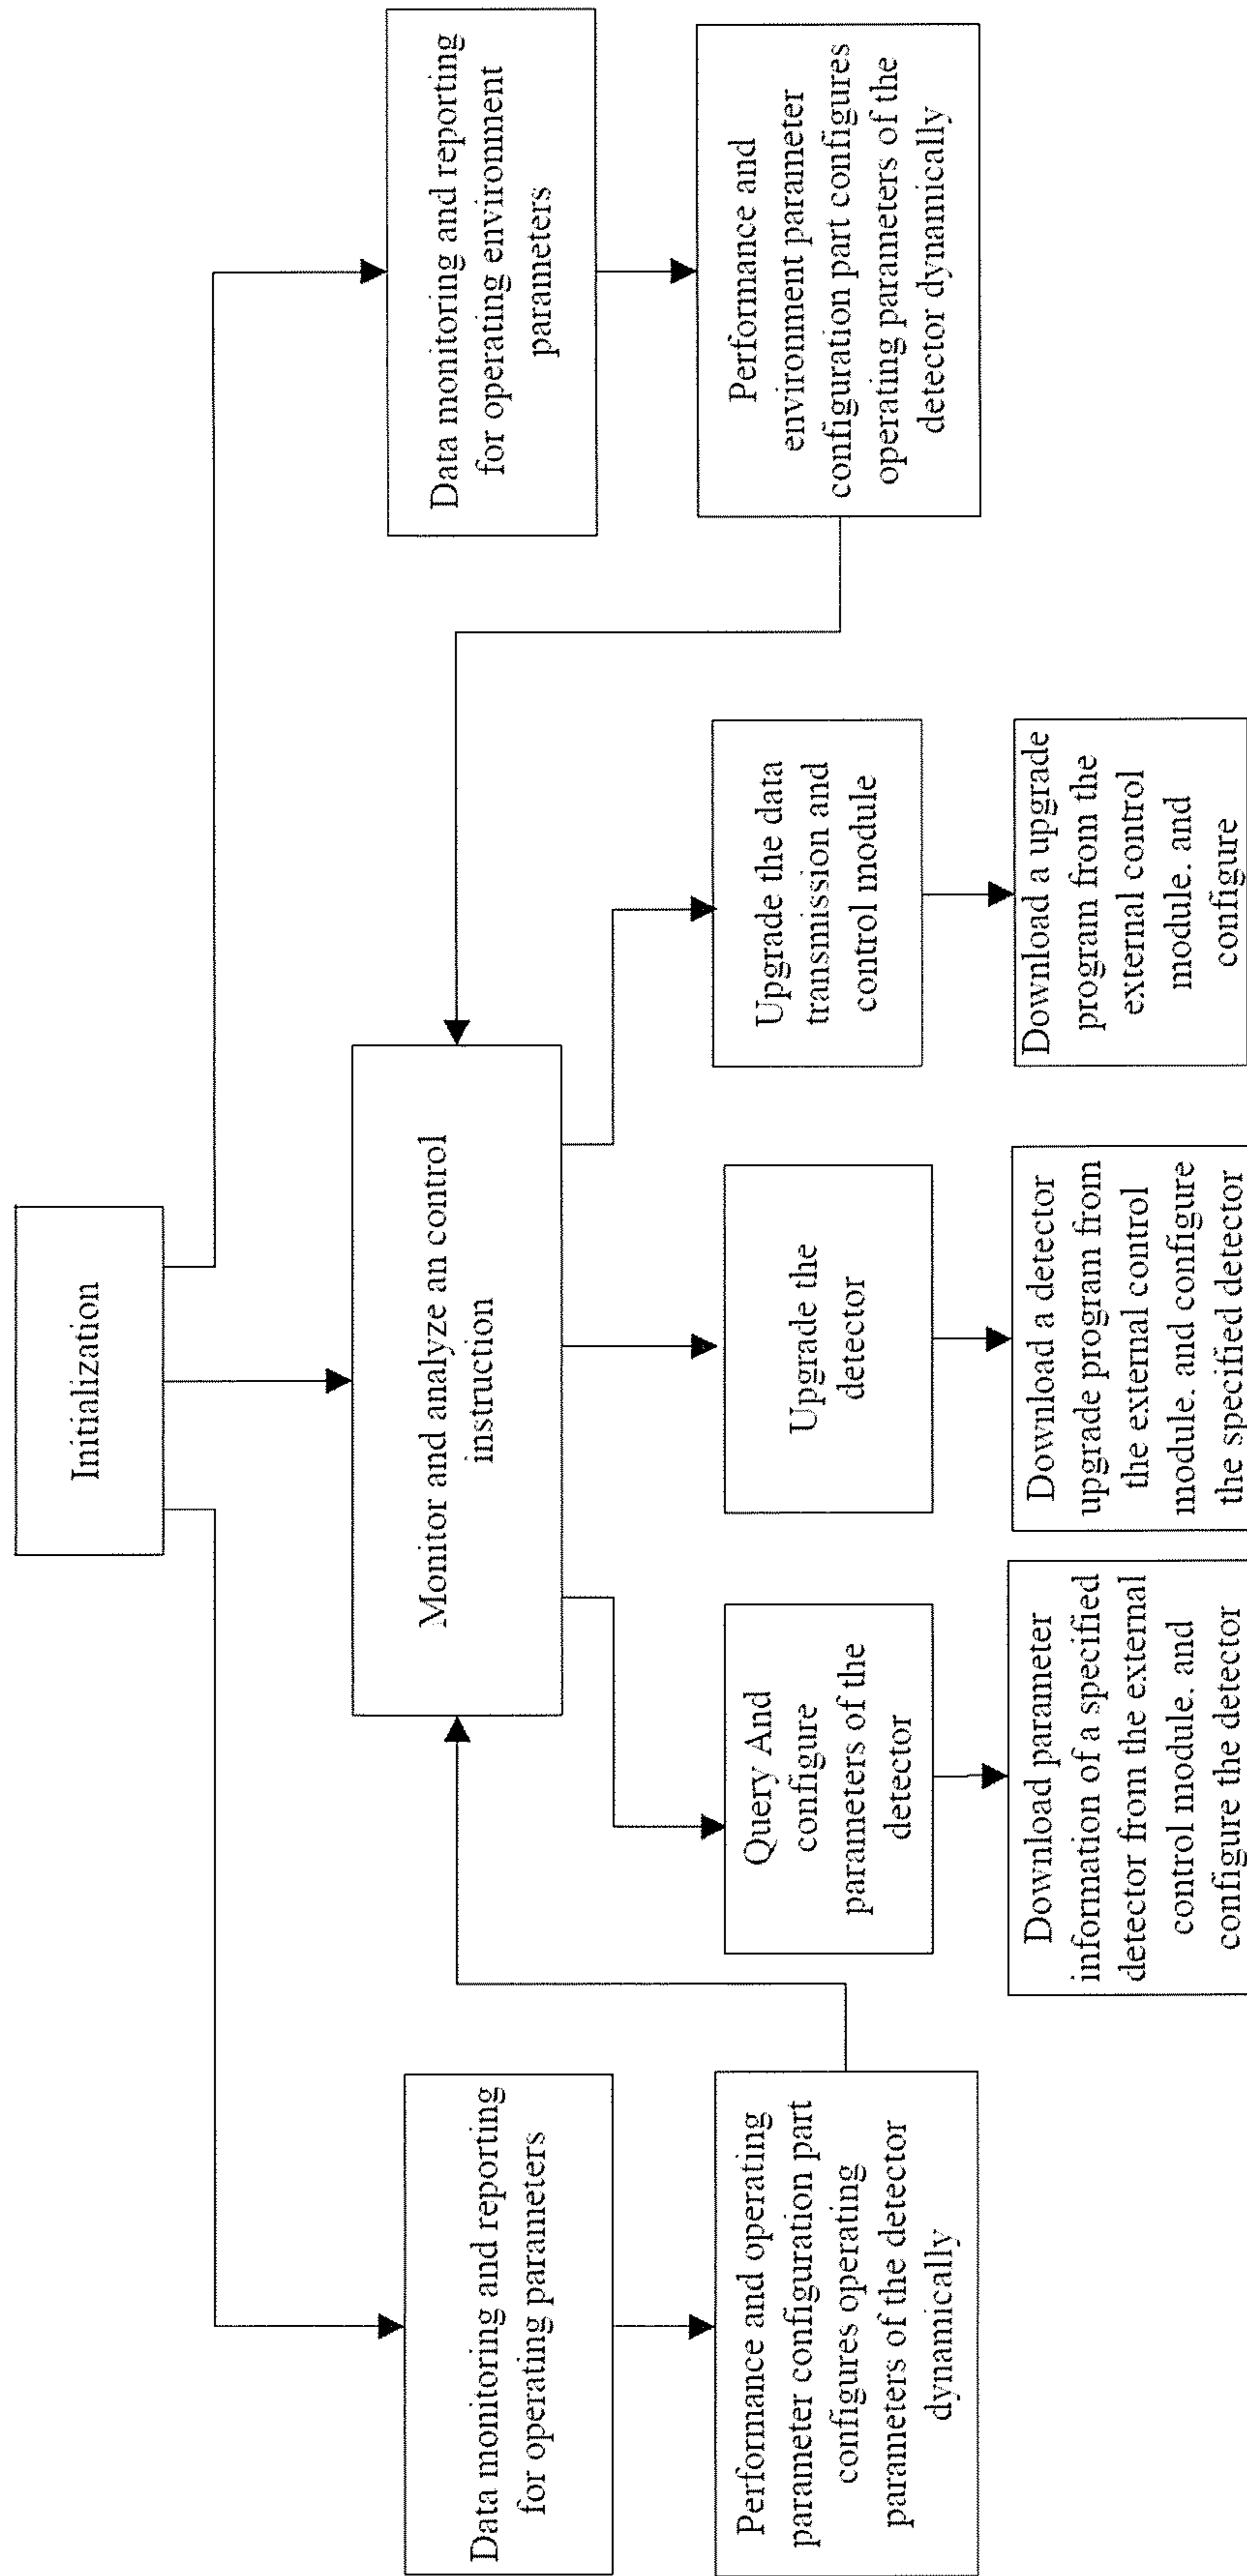 Initialization
Data monitoring and reporting
for operating parameters
Monitor and analyze an control
instruction
Data monitoring and reporting
for operating environment
parameters
Performance and operating
parameter configuration part
configures operating
parameters of the detector
dynamically
Query And
configure
parameters of the
detector
Upgrade the
detector
Upgrade the data
transmission and
control module
Performance and
environment parameter
configuration part configures
operating parameters of the
detector dynamically
Download parameter
information of a specified
detector from the external
control module. and
configure the detector
Download a detector
upgrade program from
the external control
module. and configure
the specified detector
Download a upgrade
program from the
external control
module. and
configure